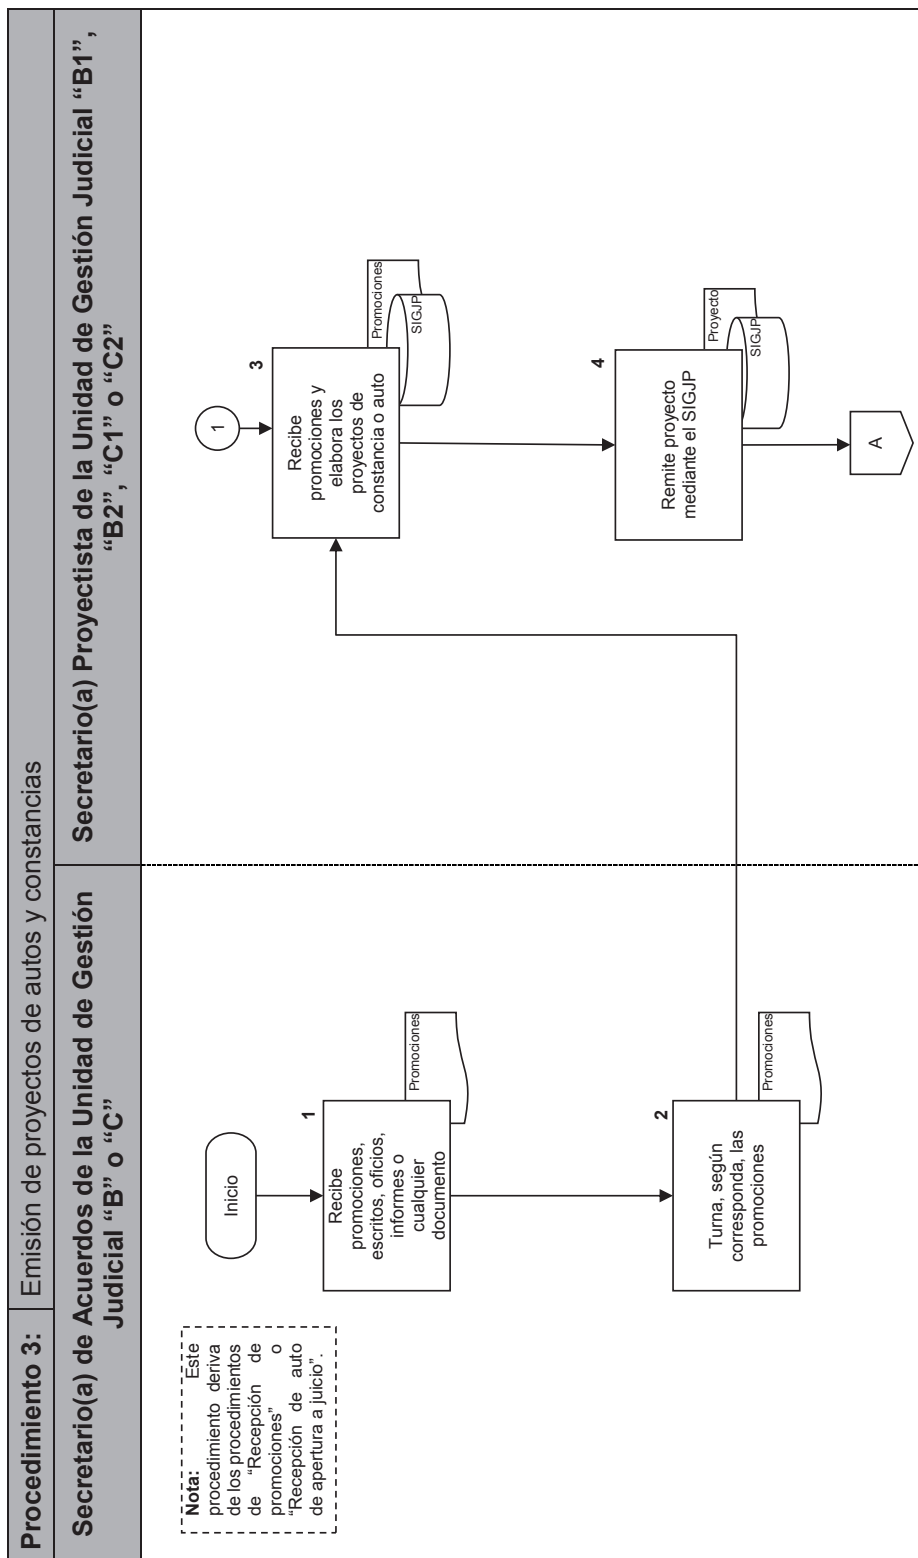 Procedimiento 3:
Emisión de proyectos de autos y constancias
Secretario(a) de Acuerdos de la Unidad de Gestión
Judicial “B” o “C”
Secretario(a) Proyectista de la Unidad de Gestión Judicial “B1”,
“B2”, “C1” o “C2”
Nota: Este
procedimiento deriva
de los procedimientos
de “Recepción de
promociones” o
“Recepción de auto
de apertura a juicio”.
Inicio
1
Recibe
promociones,
escritos, oficios,
informes o
cualquier
documento
Promociones
2
Turna, según
corresponda, las
promociones
Promociones
1
3
Recibe
promociones y
elabora los
proyectos de
constancia o auto
Promociones
SIGJP
4
Remite proyecto
mediante el SIGJP
Proyecto
SIGJP
A